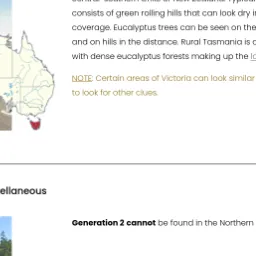 consists of green rolling hills that can look dry in
coverage. Eucalyptus trees can be seen on the
and on hills in the distance. Rural Tasmania is
with dense eucalyptus forests making up the
NOTE: Certain areas of Victoria can look similar
to look for other clues.
ellaneous
Generation 2 cannot be found in the Northern